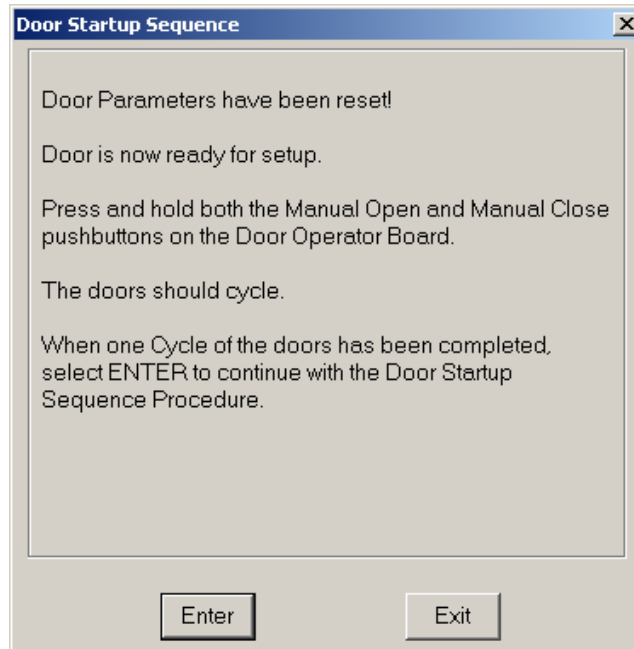 Door Startup Sequence
Door Parameters have been reset!
Door is now ready for setup.
Press and hold both the Manual Open and Manual Close
pushbuttons on the Door Operator Board.
The doors should cycle.
When one Cycle of the doors has been completed,
select ENTER to continue with the Door Startup
Sequence Procedure.
Enter Exit